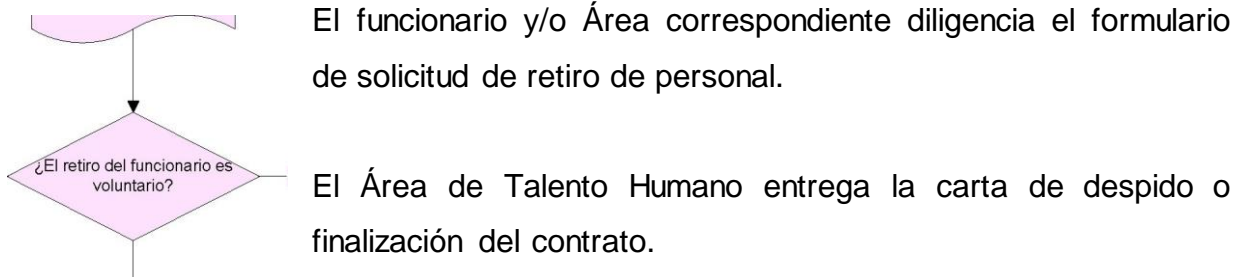 El funcionario y/o Área correspondiente diligencia el formulario
de solicitud de retiro de personal.
¿El retiro del funcionario es
voluntario?
El Área de Talento Humano entrega la carta de despido o
finalización del contrato.